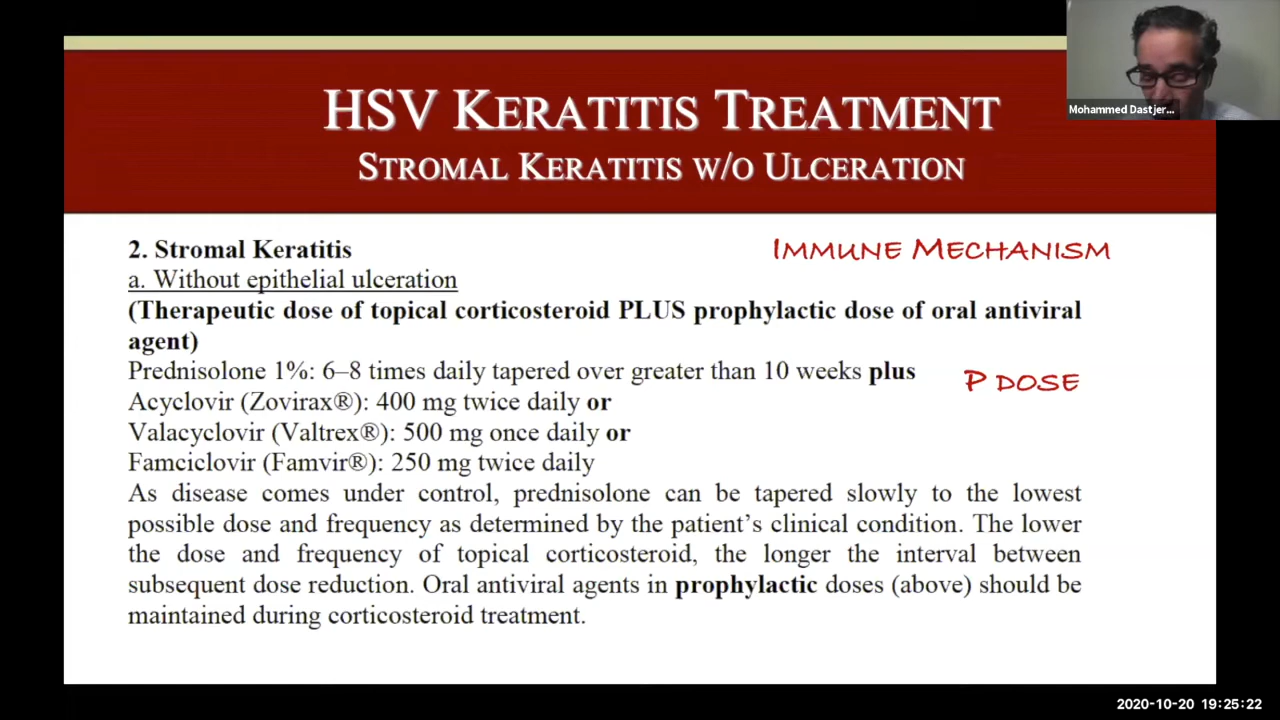 HSV KERATITIS TREATMENT
STROMAL KERATITIS W/O ULCERATION
Mohammed Dastjer...
2. Stromal Keratitis
IMMUNE MECHANISM
a. Without epithelial ulceration
(Therapeutic dose of topical corticosteroid PLUS prophylactic dose of oral antiviral
agent)
Prednisolone 1%: 6–8 times daily tapered over greater than 10 weeks plus
P DOSE
Acyclovir (Zovirax®): 400 mg twice daily or
Valacyclovir (Valtrex®): 500 mg once daily or
Famciclovir (Famvir®): 250 mg twice daily
As disease comes under control, prednisolone can be tapered slowly to the lowest
possible dose and frequency as determined by the patient’s clinical condition. The lower
the dose and frequency of topical corticosteroid, the longer the interval between
subsequent dose reduction. Oral antiviral agents in prophylactic doses (above) should be
maintained during corticosteroid treatment.
2020-10-20 19:25:22